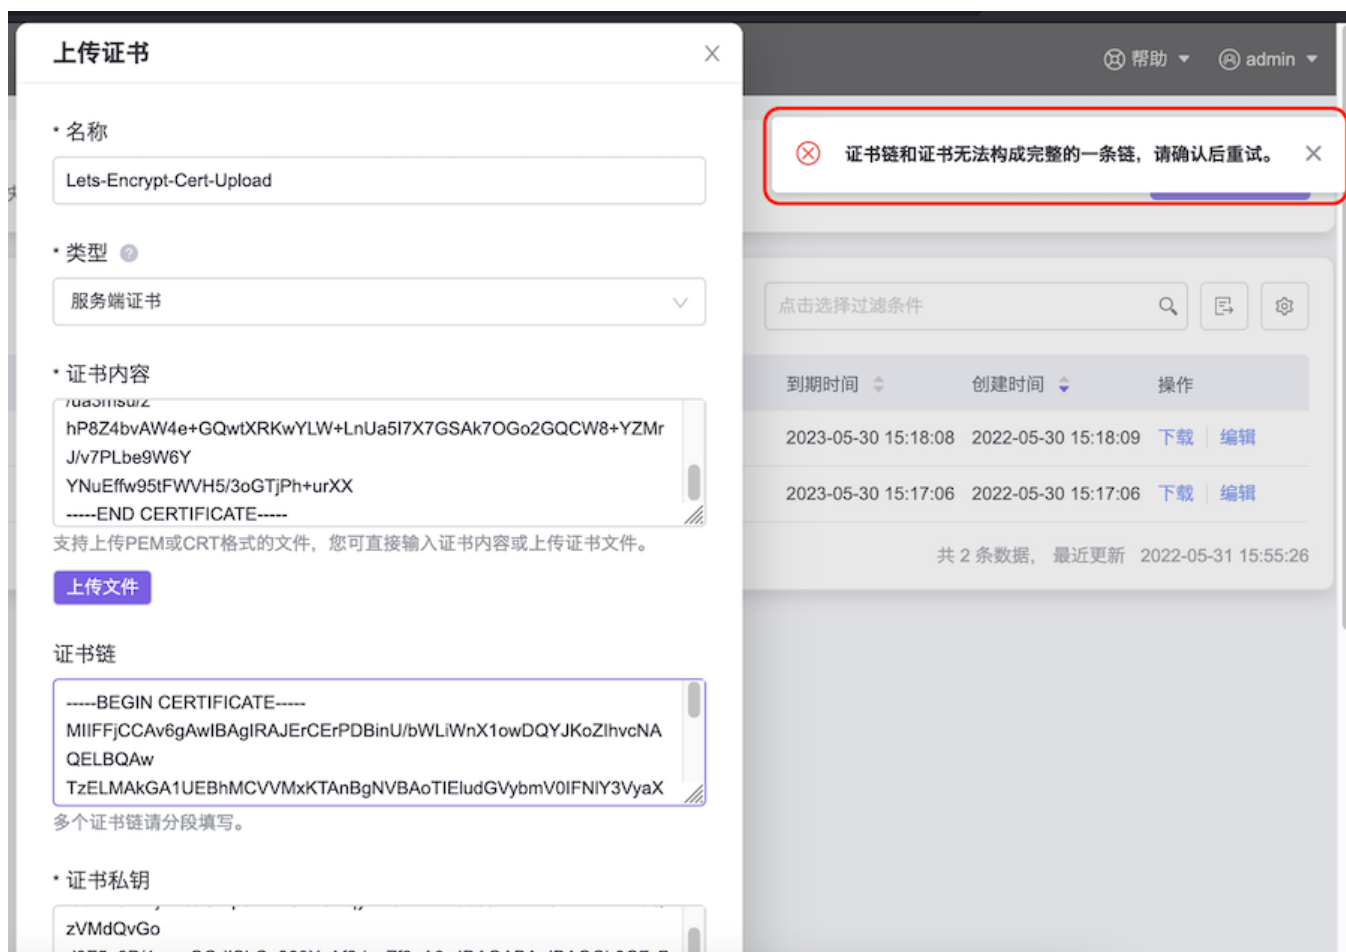 上传证书
帮助
admin
* 名称
Lets-Encrypt-Cert-Upload
证书链和证书无法构成完整的一条链，请确认后重试。
* 类型
服务端证书
点击选择过滤条件
* 证书内容
/ua3msu/z
hP8Z4bvAW4e+GQwtXRKwYLW+LnUa5I7X7GSAk7OGo2GQCW8+YZMr
J/v7PLbe9W6Y
YNuEffw95tFWVH5/3oGTjPh+urXX
-----END CERTIFICATE-----
支持上传PEM或CRT格式的文件，您可直接输入证书内容或上传证书文件。
上传文件
到期时间 创建时间 操作
2023-05-30 15:18:08 2022-05-30 15:18:09 下载 编辑
2023-05-30 15:17:06 2022-05-30 15:17:06 下载 编辑
共 2 条数据， 最近更新 2022-05-31 15:55:26
证书链
-----BEGIN CERTIFICATE-----
MIIFFjCCAv6gAwIBAgIRAJErCErPDBinU/bWLiWnX1owDQYJKoZIhvcNA
QELBQAw
TzELMAkGA1UEBhMCVVMxKTAnBgNVBAoTIEludGVybmV0IFNlY3VyaX
多个证书链请分段填写。
* 证书私钥
zVMdQvGo